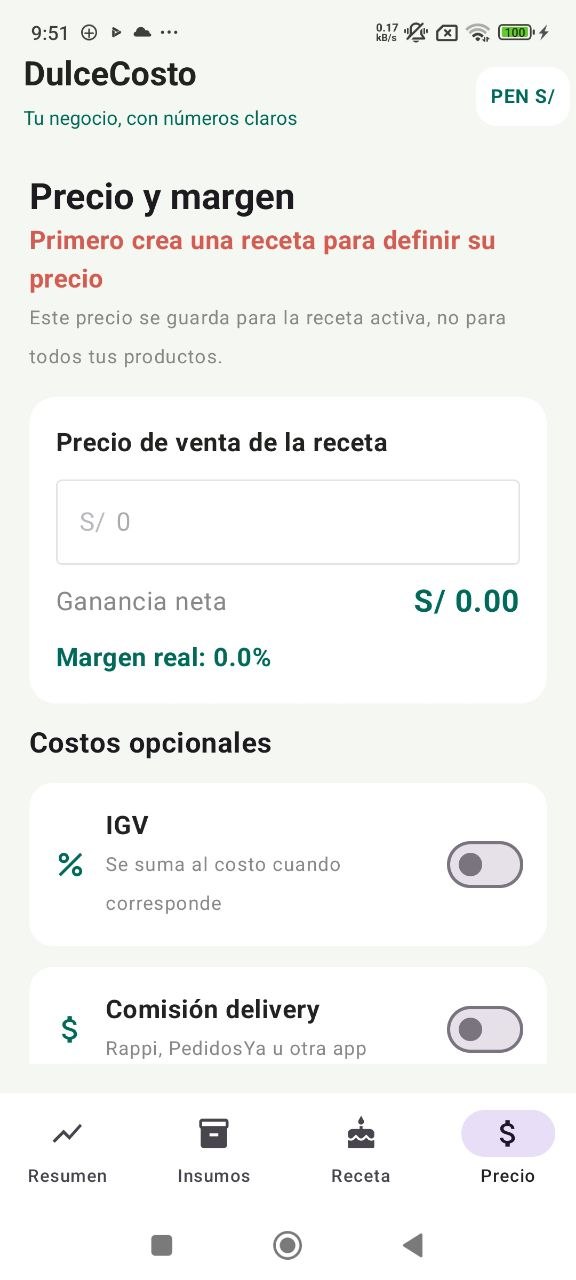 9:51
0.17
kB/s
100
DulceCosto
Tu negocio, con números claros
PEN S/
Precio y margen
Primero crea una receta para definir su
precio
Este precio se guarda para la receta activa, no para
todos tus productos.
Precio de venta de la receta
S/ 0
Ganancia neta
S/ 0.00
Margen real: 0.0%
Costos opcionales
IGV
Se suma al costo cuando
corresponde
Comisión delivery
Rappi, PedidosYa u otra app
Resumen
Insumos
Receta
Precio